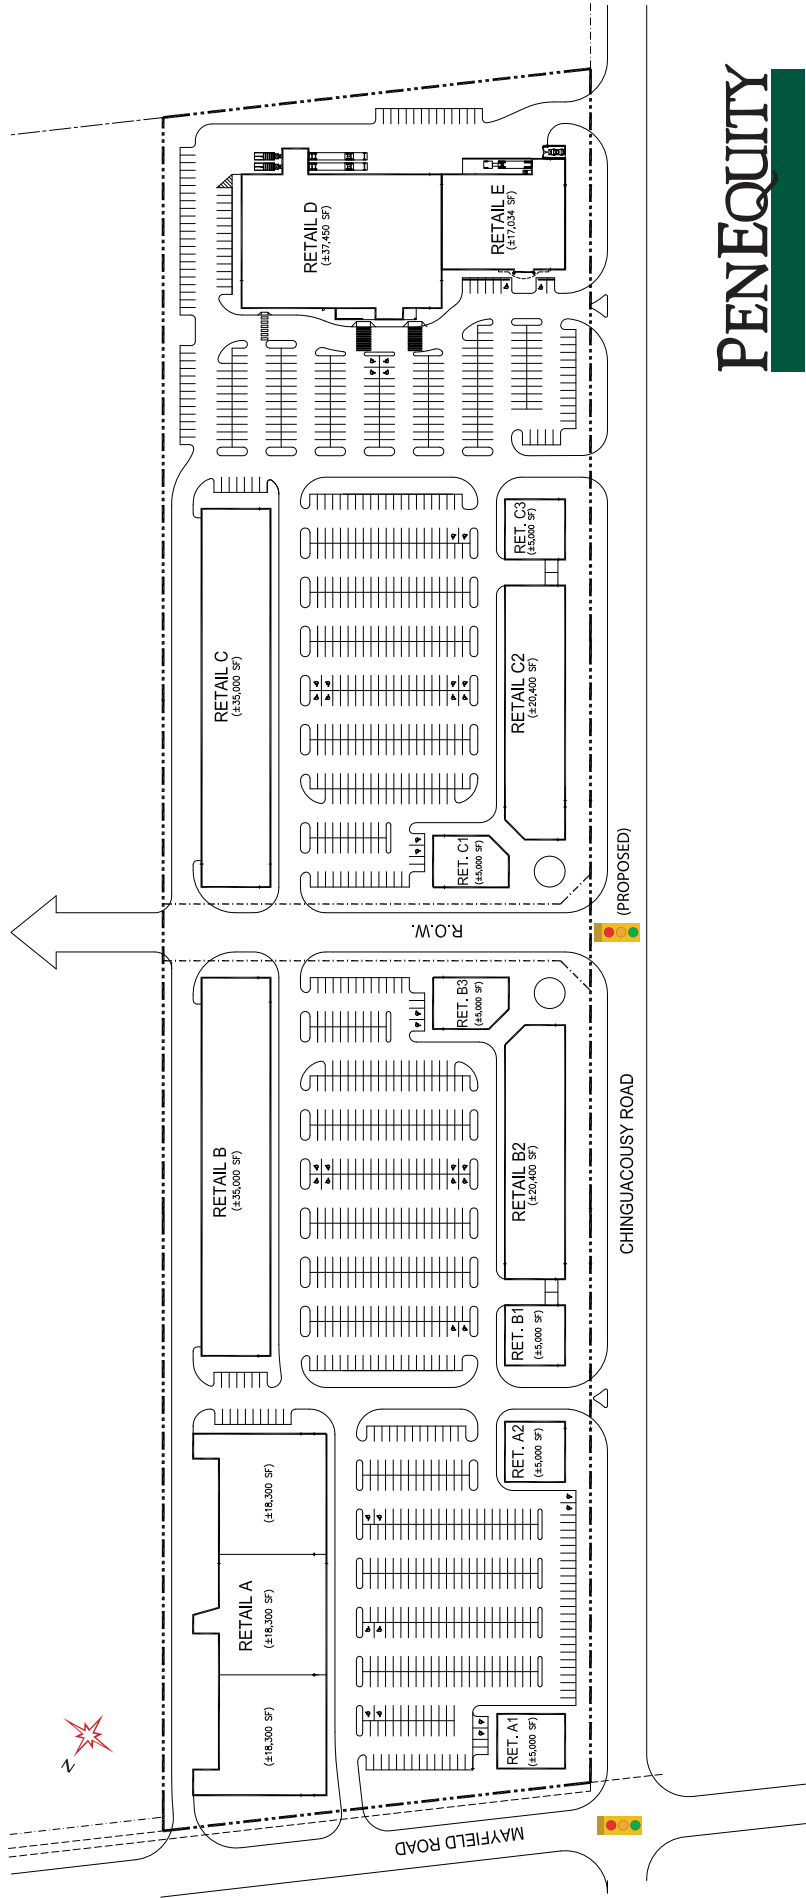 PENEQUITY
RETAIL D
(±37,450 SF)
RETAIL E
(±17,034 SF)
RET. C3
(±5,000 SF)
RETAIL C
(±35,000 SF)
RETAIL C2
(±20,400 SF)
RET. C1
(±5,000 SF)
(PROPOSED)
R.O.W.
RET. B3
(±5,000 SF)
RETAIL B
(±35,000 SF)
RETAIL B2
(±20,400 SF)
CHINGUACOUSY ROAD
RET. B1
(±5,000 SF)
RET. A2
(±5,000 SF)
(±18,300 SF)
RETAIL A
(±18,300 SF)
(±18,300 SF)
RET. A1
(±5,000 SF)
N
MAYFIELD ROAD